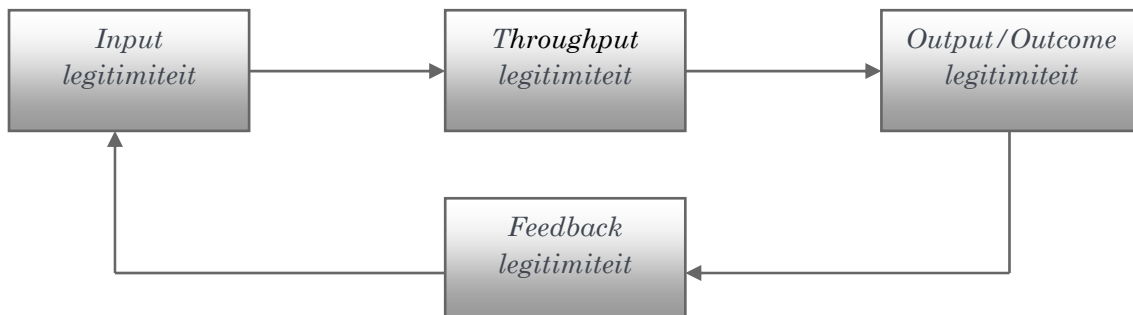 Input
legitimiteit
Throughput
legitimiteit
Output/Outcome
legitimiteit
Feedback
legitimiteit